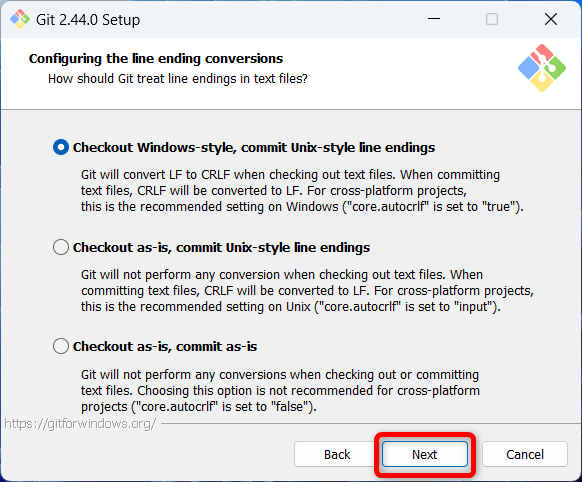 Git 2.44.0 Setup
Configuring the line ending conversions
How should Git treat line endings in text files?
Checkout Windows-style, commit Unix-style line endings
Git will convert LF to CRLF when checking out text files. When committing
text files, CRLF will be converted to LF. For cross-platform projects,
this is the recommended setting on Windows ("core.autocrlf" is set to "true").
Checkout as-is, commit Unix-style line endings
Git will not perform any conversion when checking out text files. When
committing text files, CRLF will be converted to LF. For cross-platform projects,
this is the recommended setting on Unix ("core.autocrlf" is set to "input").
Checkout as-is, commit as-is
Git will not perform any conversions when checking out or committing
text files. Choosing this option is not recommended for cross-platform
projects ("core.autocrlf" is set to "false").
https://gitforwindows.org/
Back Next Cancel